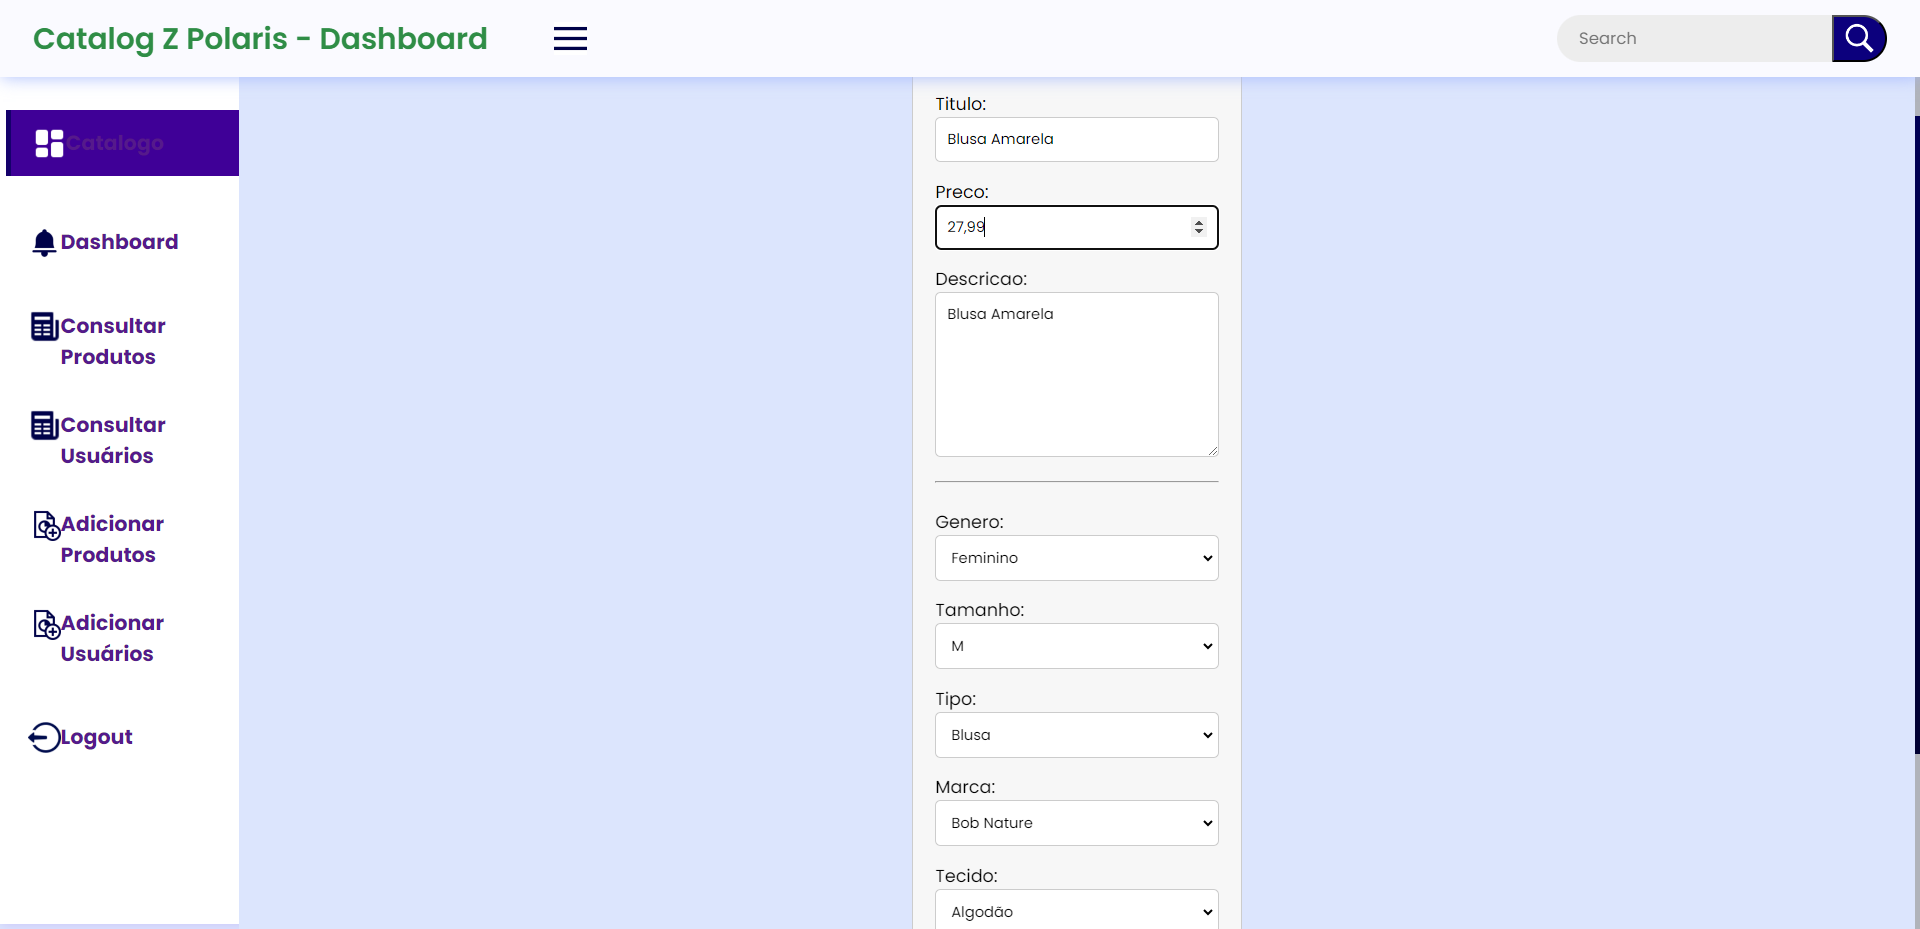 Catalog Z Polaris - Dashboard
Search
Catalogo
Dashboard
Consultar
Produtos
Consultar
Usuários
Adicionar
Produtos
Adicionar
Usuários
Logout
Titulo:
Blusa Amarela
Preco:
27,99
Descricao:
Blusa Amarela
Genero:
Feminino
Tamanho:
M
Tipo:
Blusa
Marca:
Bob Nature
Tecido:
Algodão